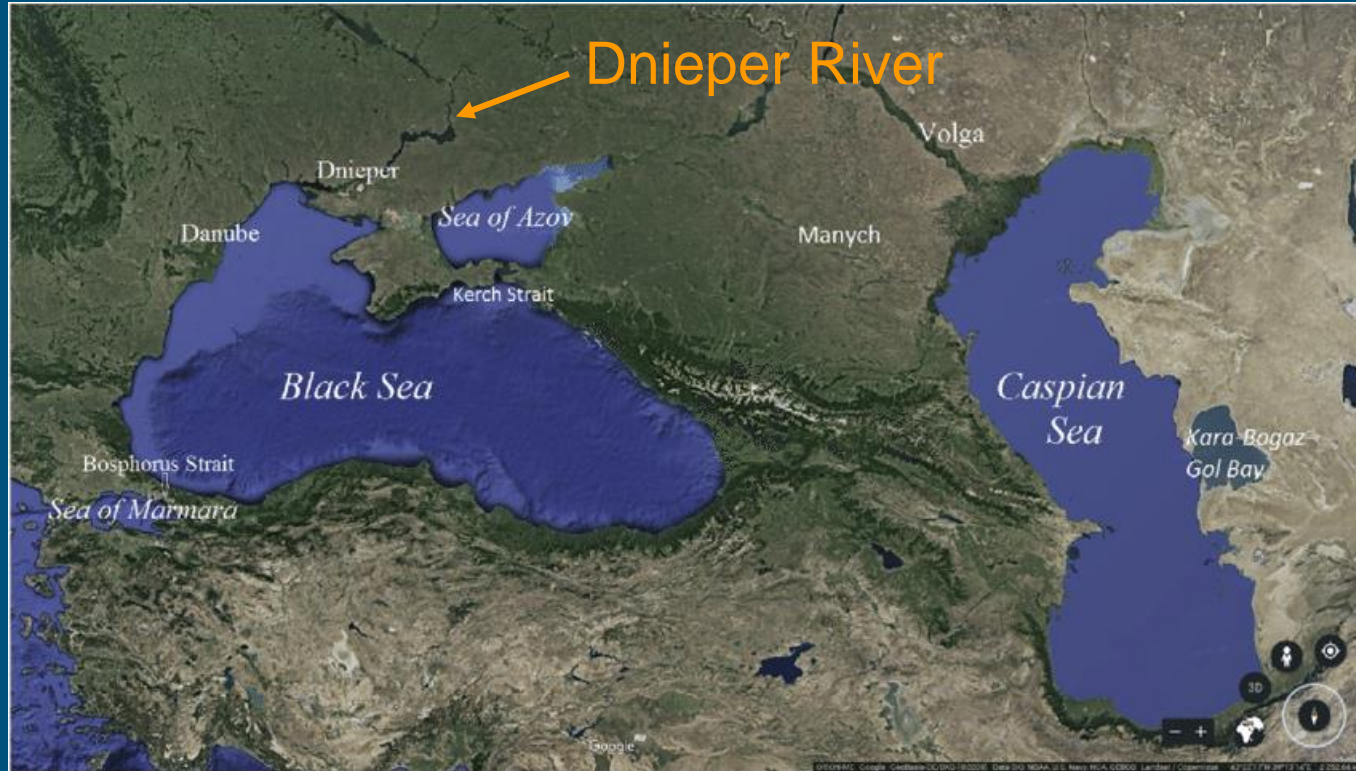 Dnieper River
Volga
Dnieper
Sea of Azov
Danube
Manych
Kerch Strait
Black Sea
Caspian
Sea
Kara-Bogaz
Gol Bay
Bosphorus Strait
Sea of Marmara
3D
Google